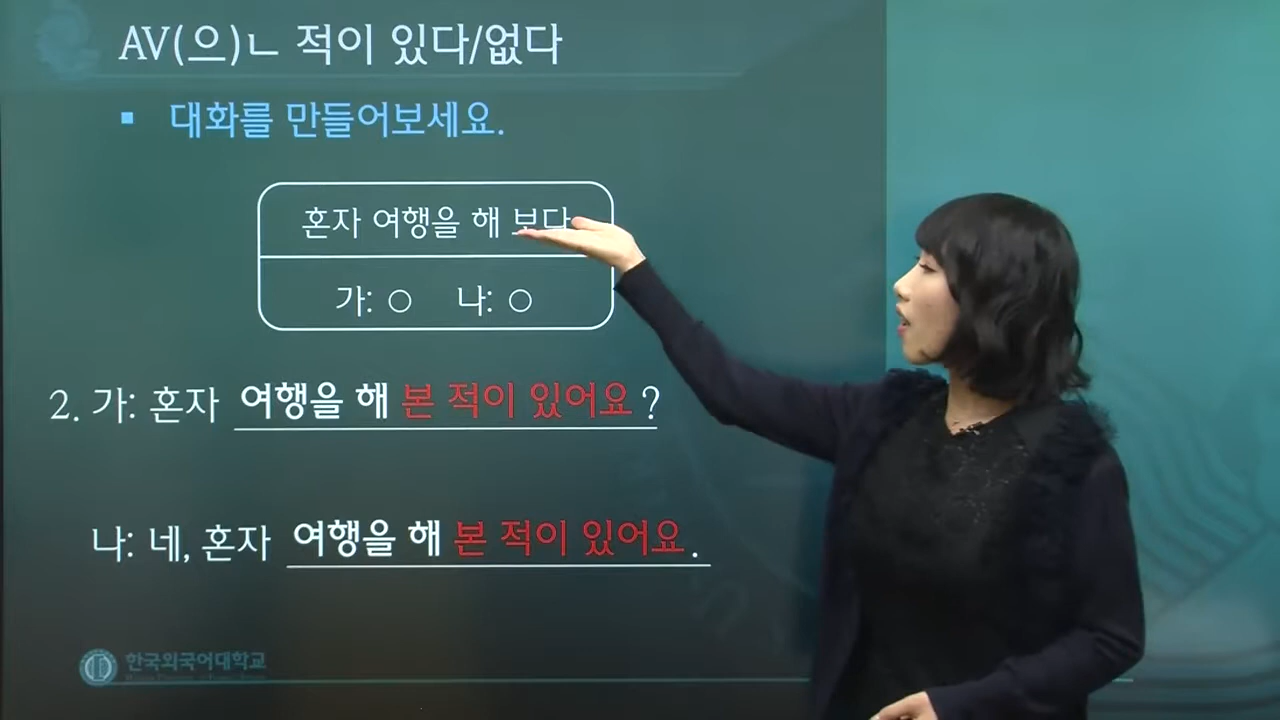 AV(으)ㄴ 적이 있다/없다
▪ 대화를 만들어보세요.
혼자 여행을 해 보다
가: ○ 나: ○
2. 가: 혼자 여행을 해 본 적이 있어요?
나: 네, 혼자 여행을 해 본 적이 있어요.
한국외국어대학교